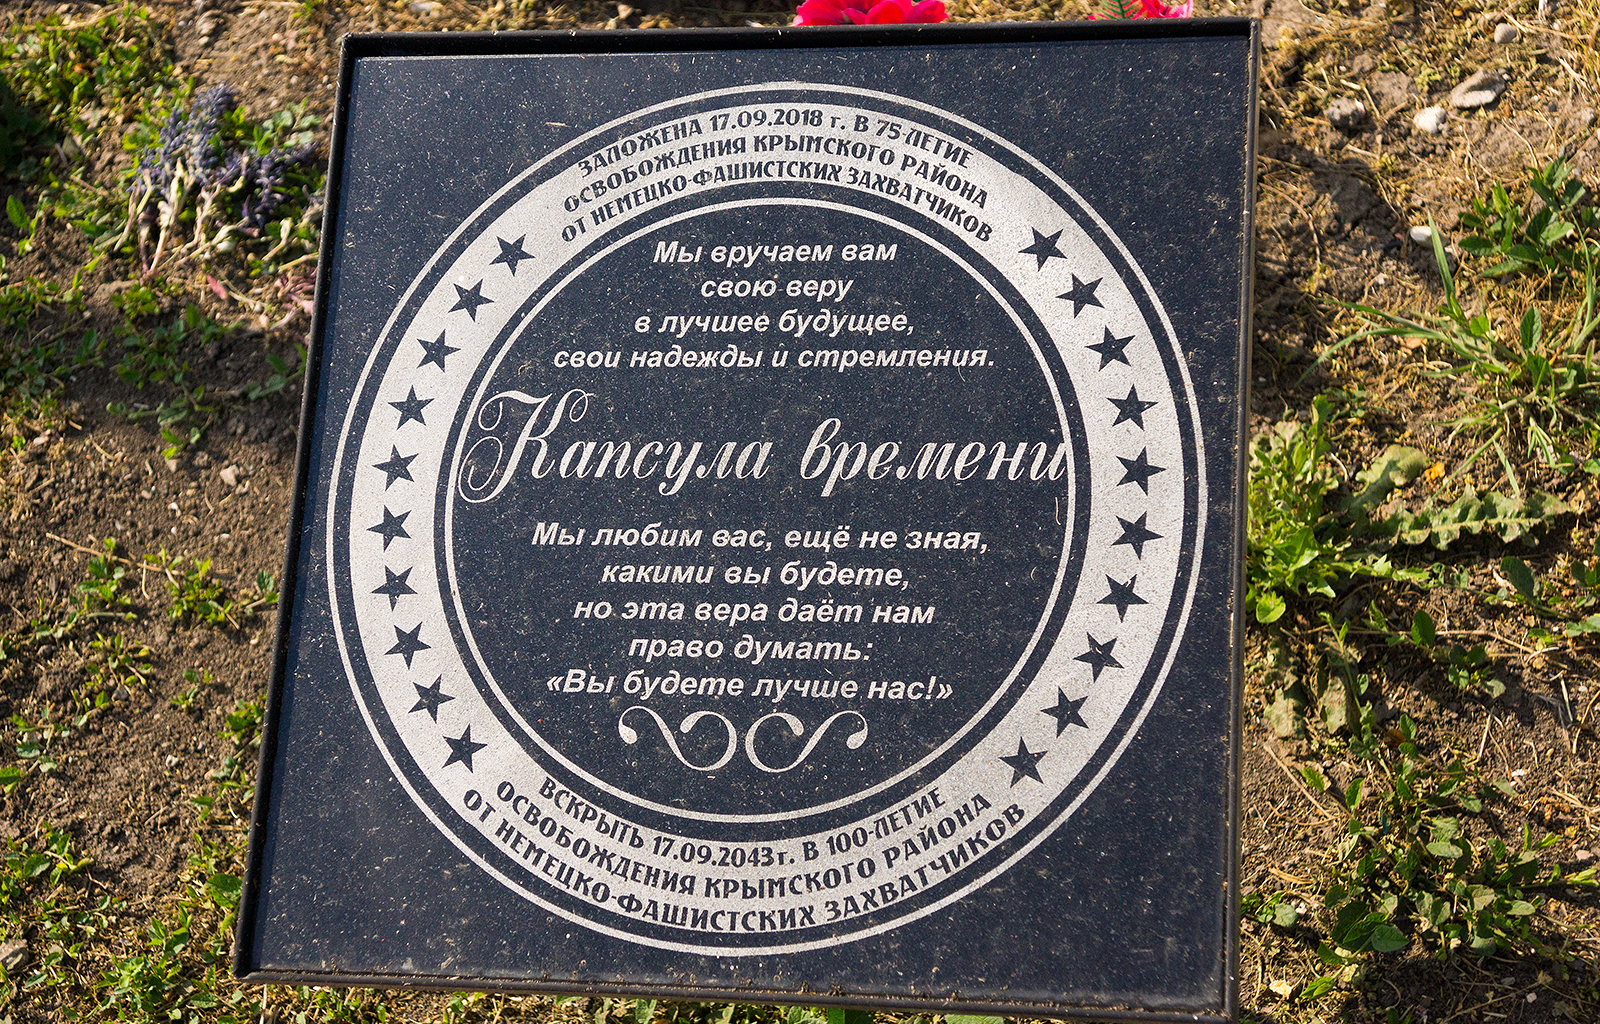 ЗАЛОЖЕНА 17.09.2018 г. В 75-ЛЕТИЕ
ОСВОБОЖДЕНИЯ КРЫМСКОГО РАЙОНА
ОТ НЕМЕЦКО-ФАШИСТСКИХ ЗАХВАТЧИКОВ
Мы вручаем вам
свою веру
в лучшее будущее,
свои надежды и стремления.
Капсула времени
Мы любим вас, ещё не зная,
какими вы будете,
но эта вера даёт нам
право думать:
«Вы будете лучше нас!»
ВСКРЫТЬ 17.09.2043 г. В 100-ЛЕТИЕ
ОСВОБОЖДЕНИЯ КРЫМСКОГО РАЙОНА
ОТ НЕМЕЦКО-ФАШИСТСКИХ ЗАХВАТЧИКОВ